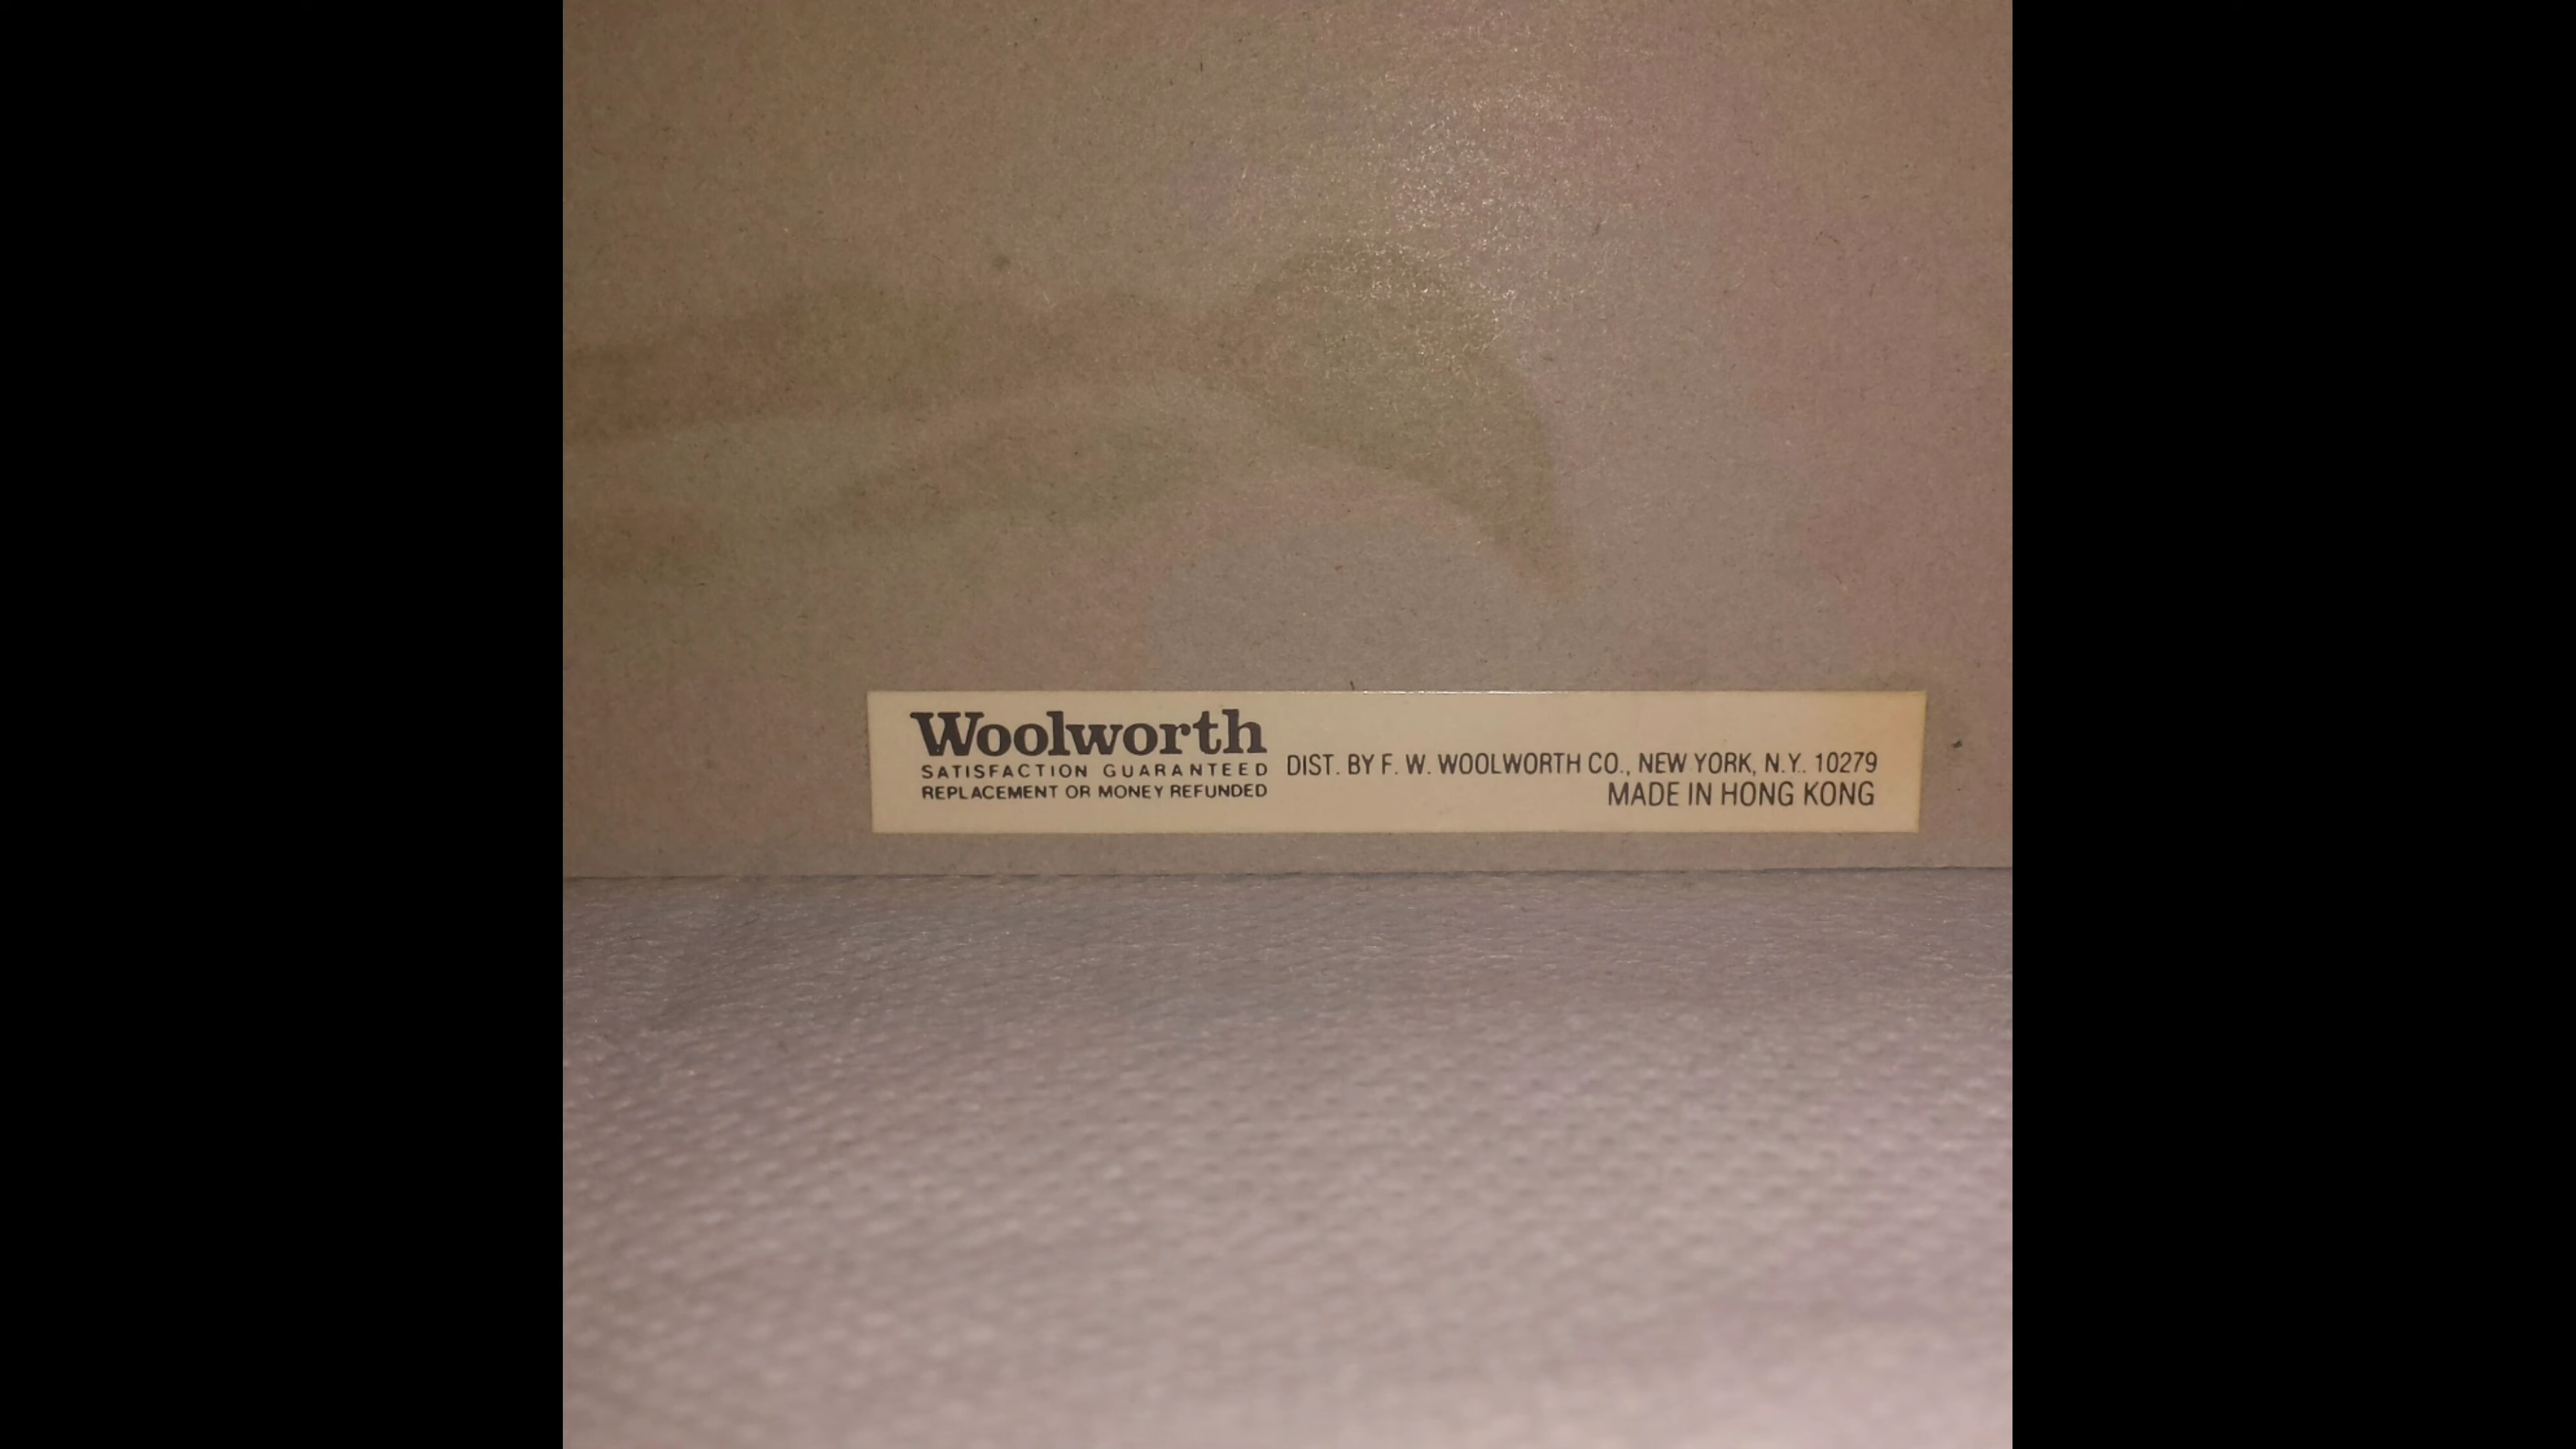 Woolworth
SATISFACTION GUARANTEED
REPLACEMENT OR MONEY REFUNDED
DIST. BY F. W. WOOLWORTH CO., NEW YORK, N.Y. 10279
MADE IN HONG KONG